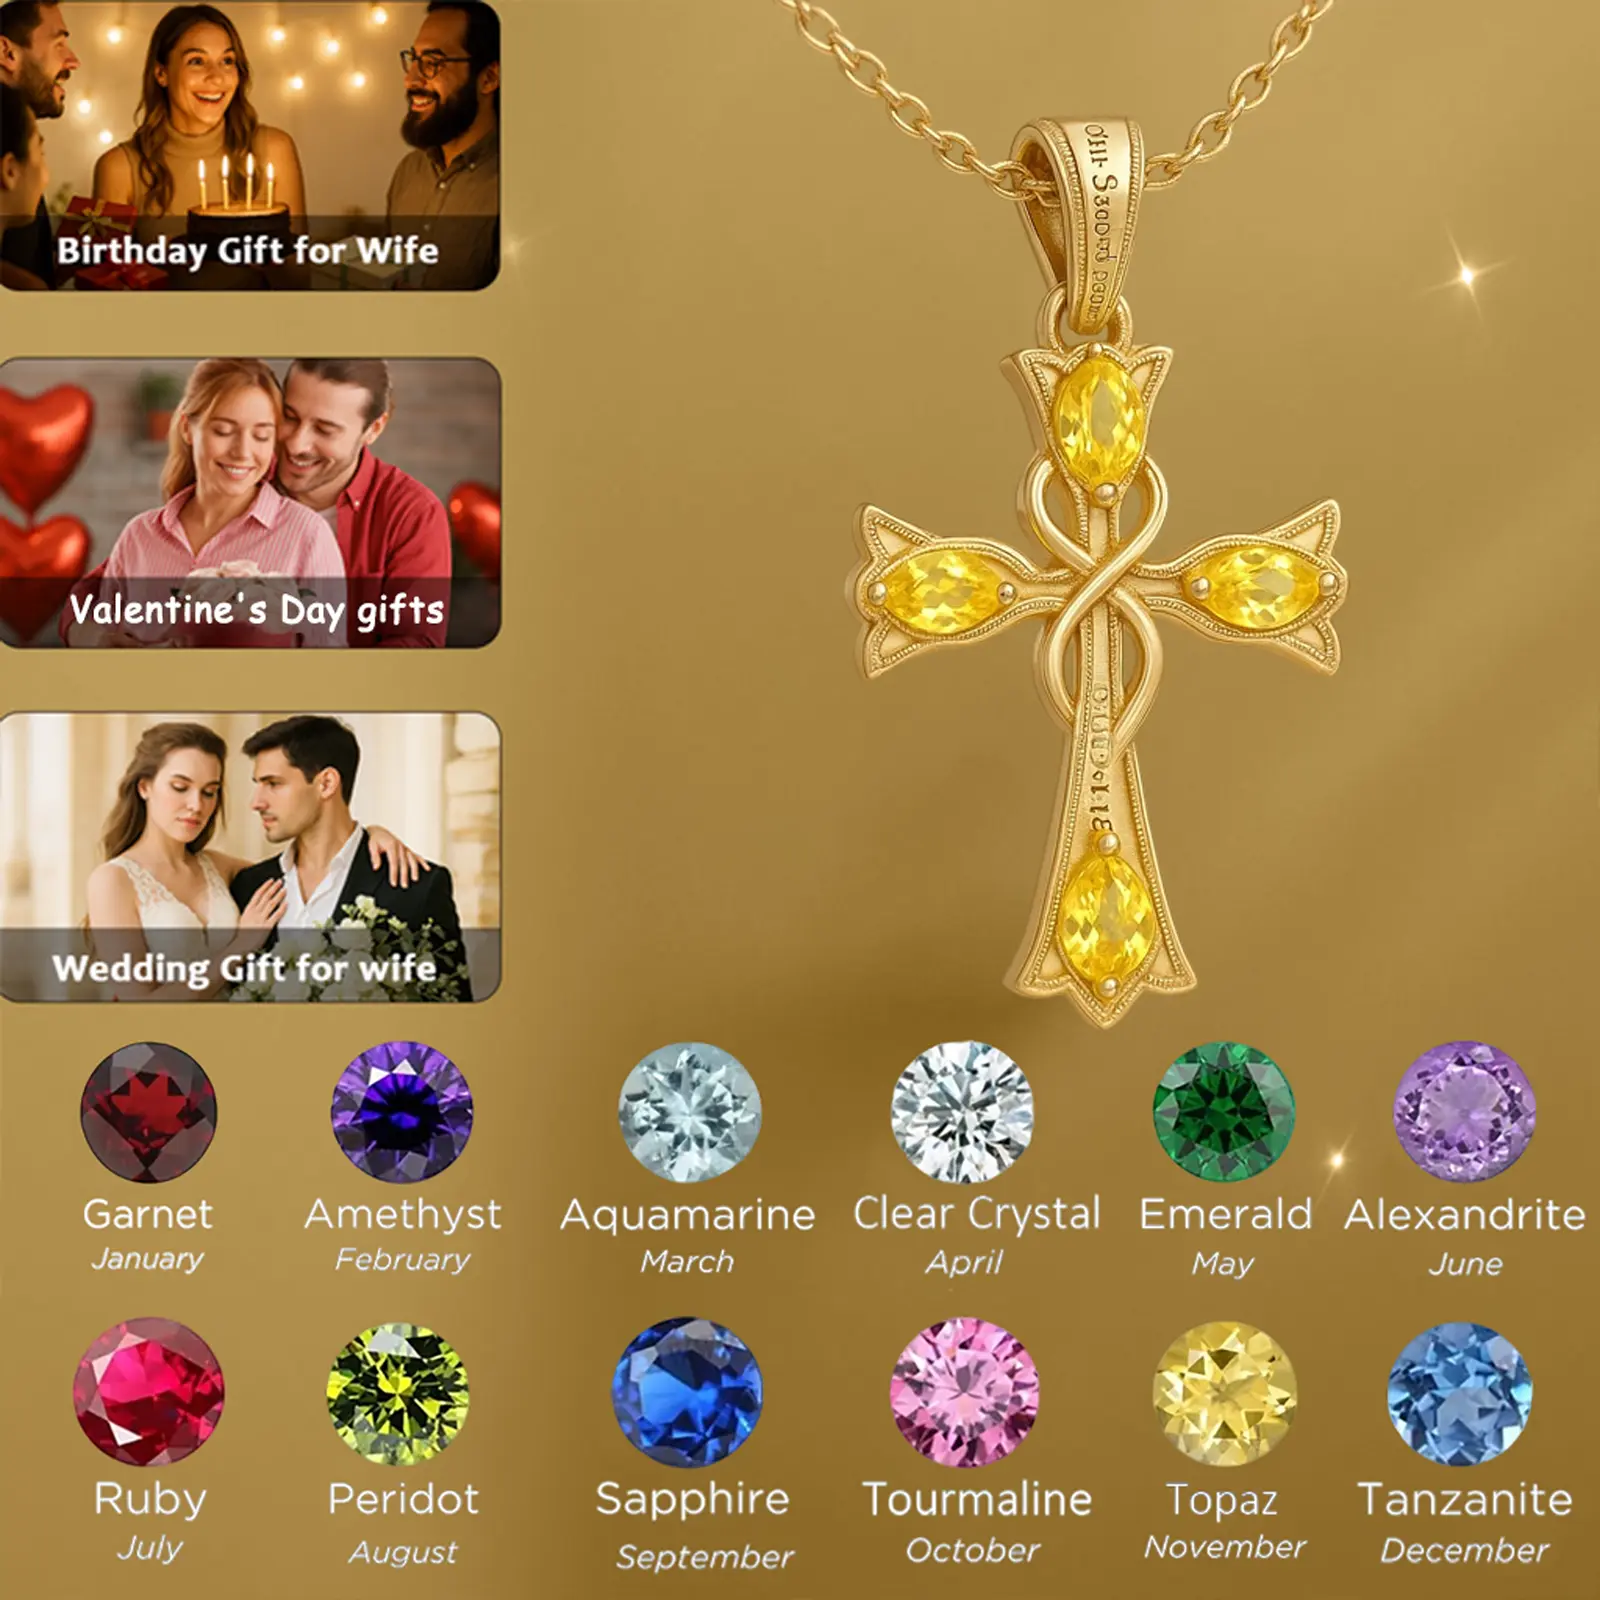 Birthday Gift for Wife
Valentine's Day gifts
Wedding Gift for wife
Garnet
January
Amethyst
February
Aquamarine
March
Clear Crystal
April
Emerald
May
Alexandrite
June
Ruby
July
Peridot
August
Sapphire
September
Tourmaline
October
Topaz
November
Tanzanite
December